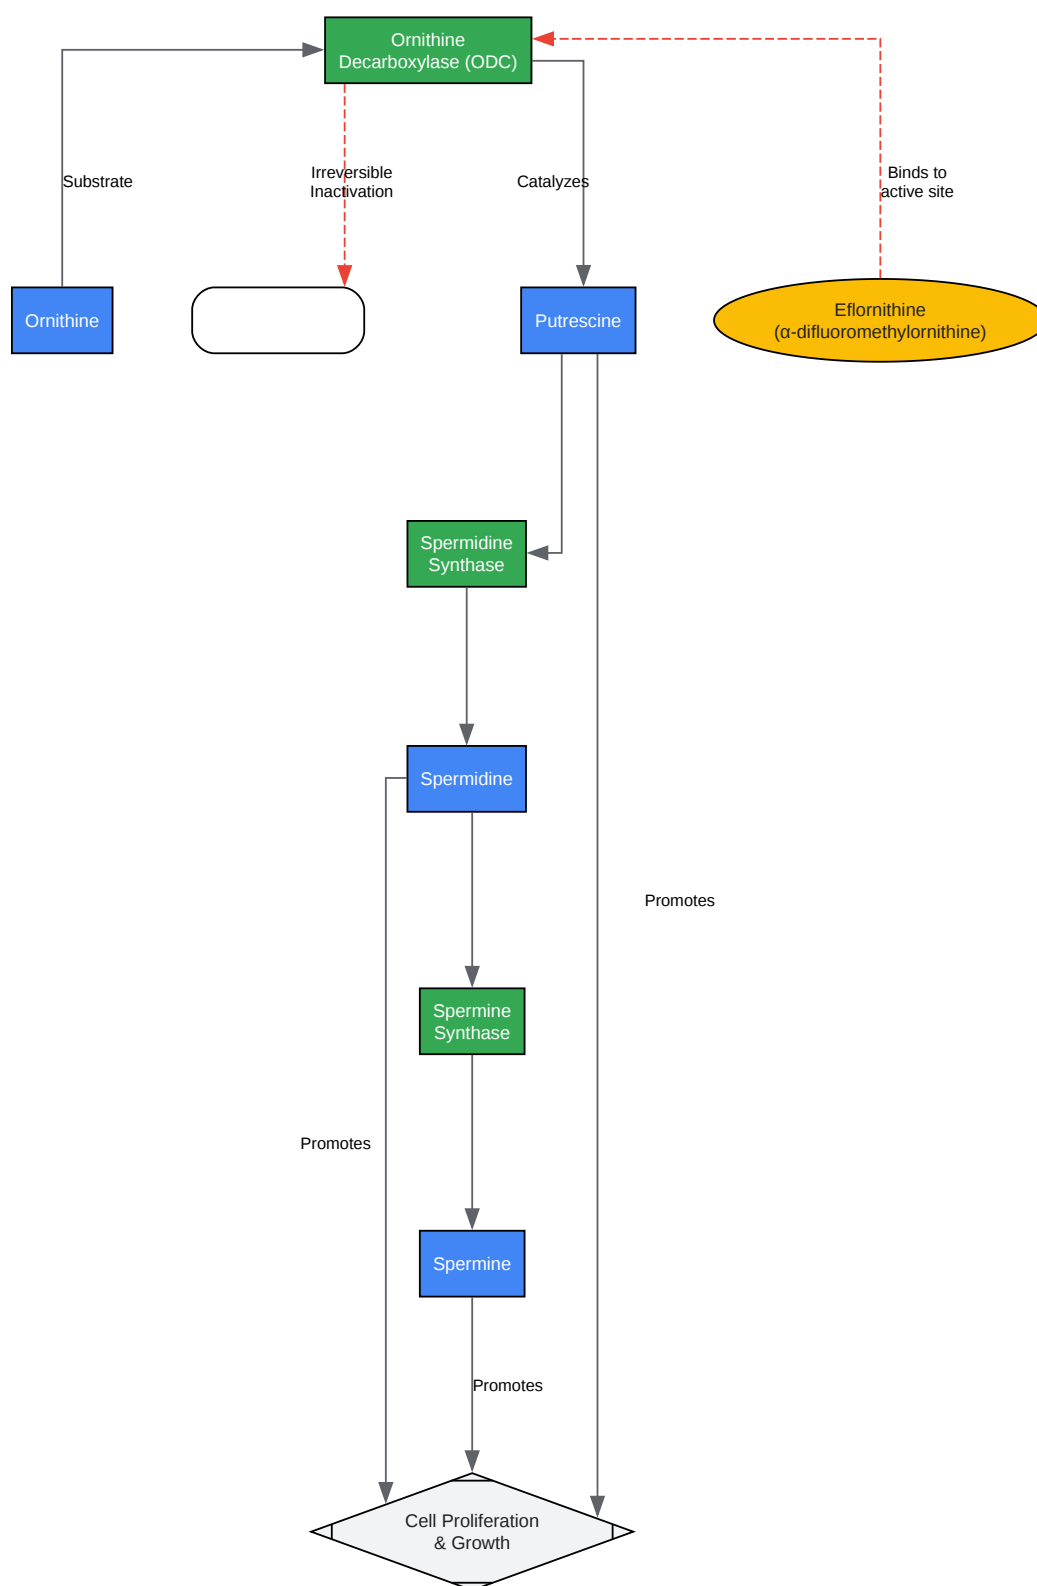 Ornithine
Decarboxylase (ODC)
Substrate
Irreversible
Inactivation
Catalyzes
Binds to
active site
Ornithine
Putrescine
Eflornithine
(α-difluoromethylornithine)
Spermidine
Synthase
Spermidine
Promotes
Spermine
Synthase
Promotes
Spermine
Promotes
Cell Proliferation
& Growth